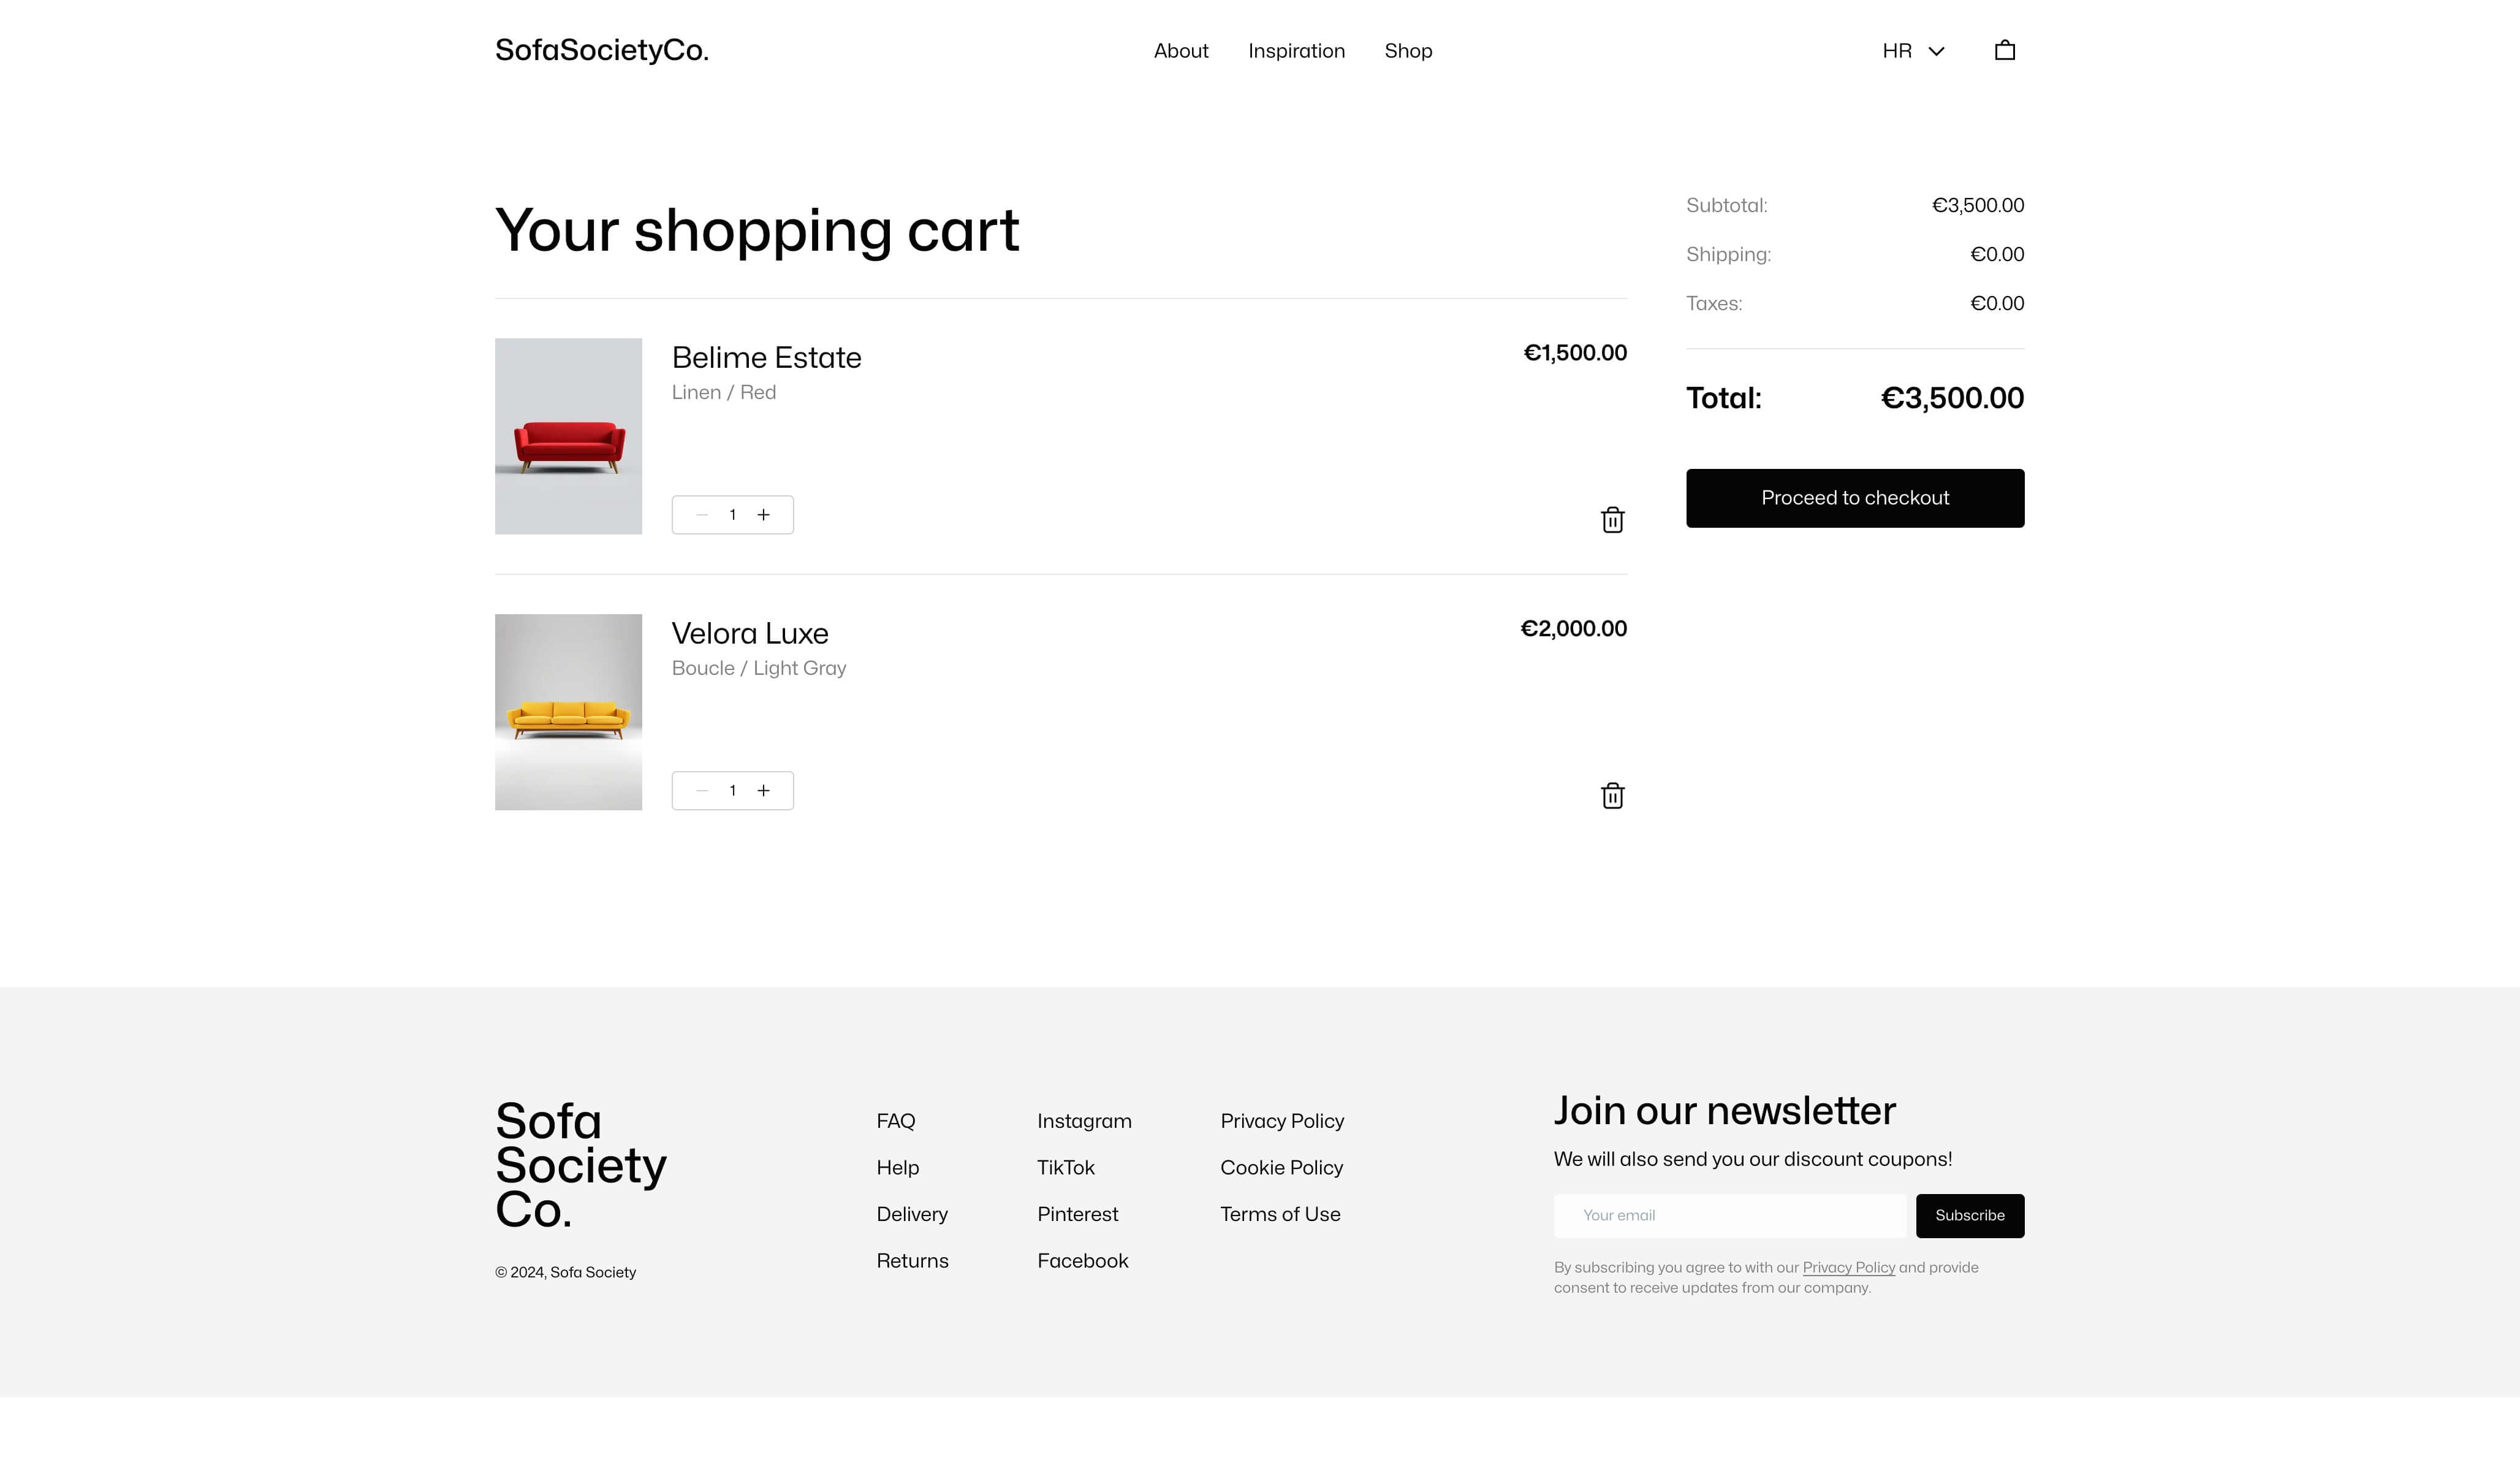 SofaSocietyCo.
About
Inspiration
Shop
HR
Your shopping cart
Belime Estate
€1,500.00
Linen / Red
1
Velora Luxe
€2,000.00
Boucle / Light Gray
1
Subtotal: €3,500.00
Shipping: €0.00
Taxes: €0.00
Total: €3,500.00
Proceed to checkout
Sofa
Society
Co.
© 2024, Sofa Society
FAQ
Help
Delivery
Returns
Instagram
TikTok
Pinterest
Facebook
Privacy Policy
Cookie Policy
Terms of Use
Join our newsletter
We will also send you our discount coupons!
Your email
Subscribe
By subscribing you agree to with our Privacy Policy and provide
consent to receive updates from our company.